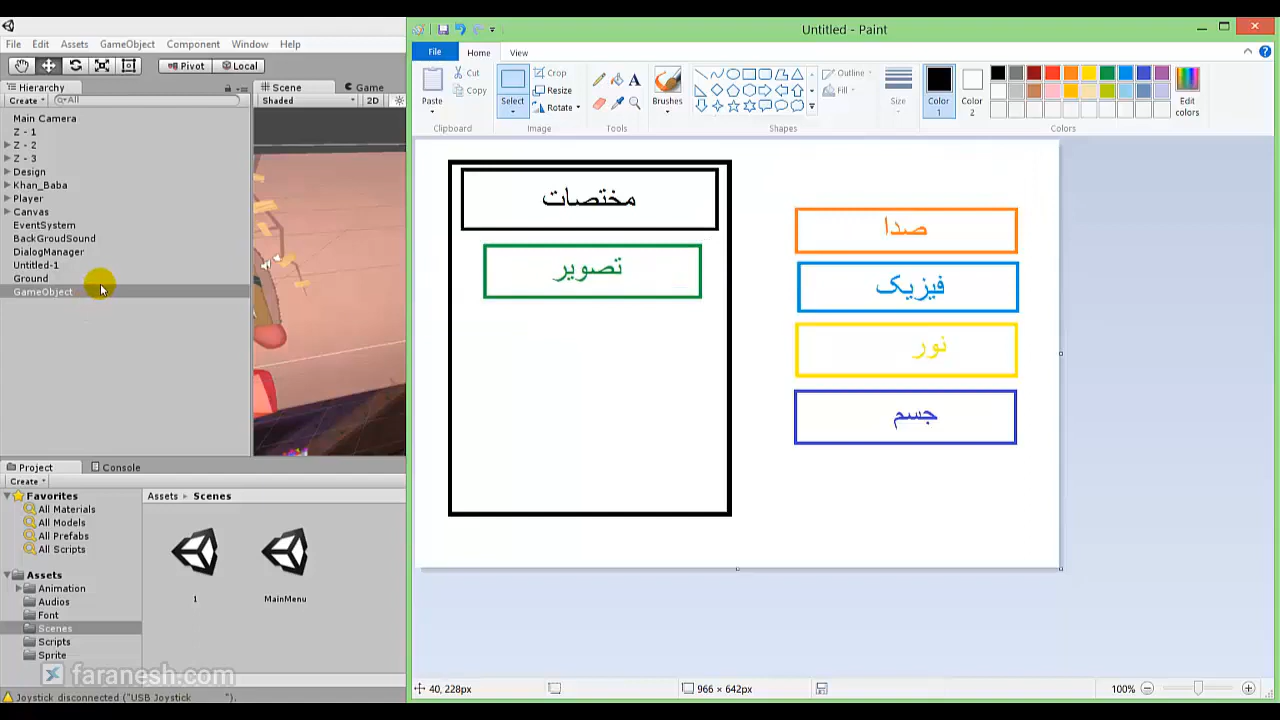 File Edit Assets GameObject Component Window Help
Pivot Local
Hierarchy
Create All
Main Camera
Z - 1
Z - 2
Z - 3
Design
Khan_Baba
Player
Canvas
EventSystem
BackGroudSound
DialogManager
Untitled-1
Ground
GameObject
Scene Game
Shaded 2D
Project Console
Create
Favorites
All Materials
All Models
All Prefabs
All Scripts
Assets
Animation
Audios
Font
Scenes
Scripts
Sprite
Assets Scenes
1 MainMenu
faranesh.com
Joystick disconnected ("USB Joystick ").
Untitled - Paint
File Home View
Paste Cut Copy
Clipboard
Select Crop Resize Rotate
Image
Tools
Brushes
Shapes
Outline
Fill
Size
Color 1
Color 2
Edit colors
Colors
مختصات
تصویر
صدا
فیزیک
نور
جسم
40, 228px 966 × 642px 100%